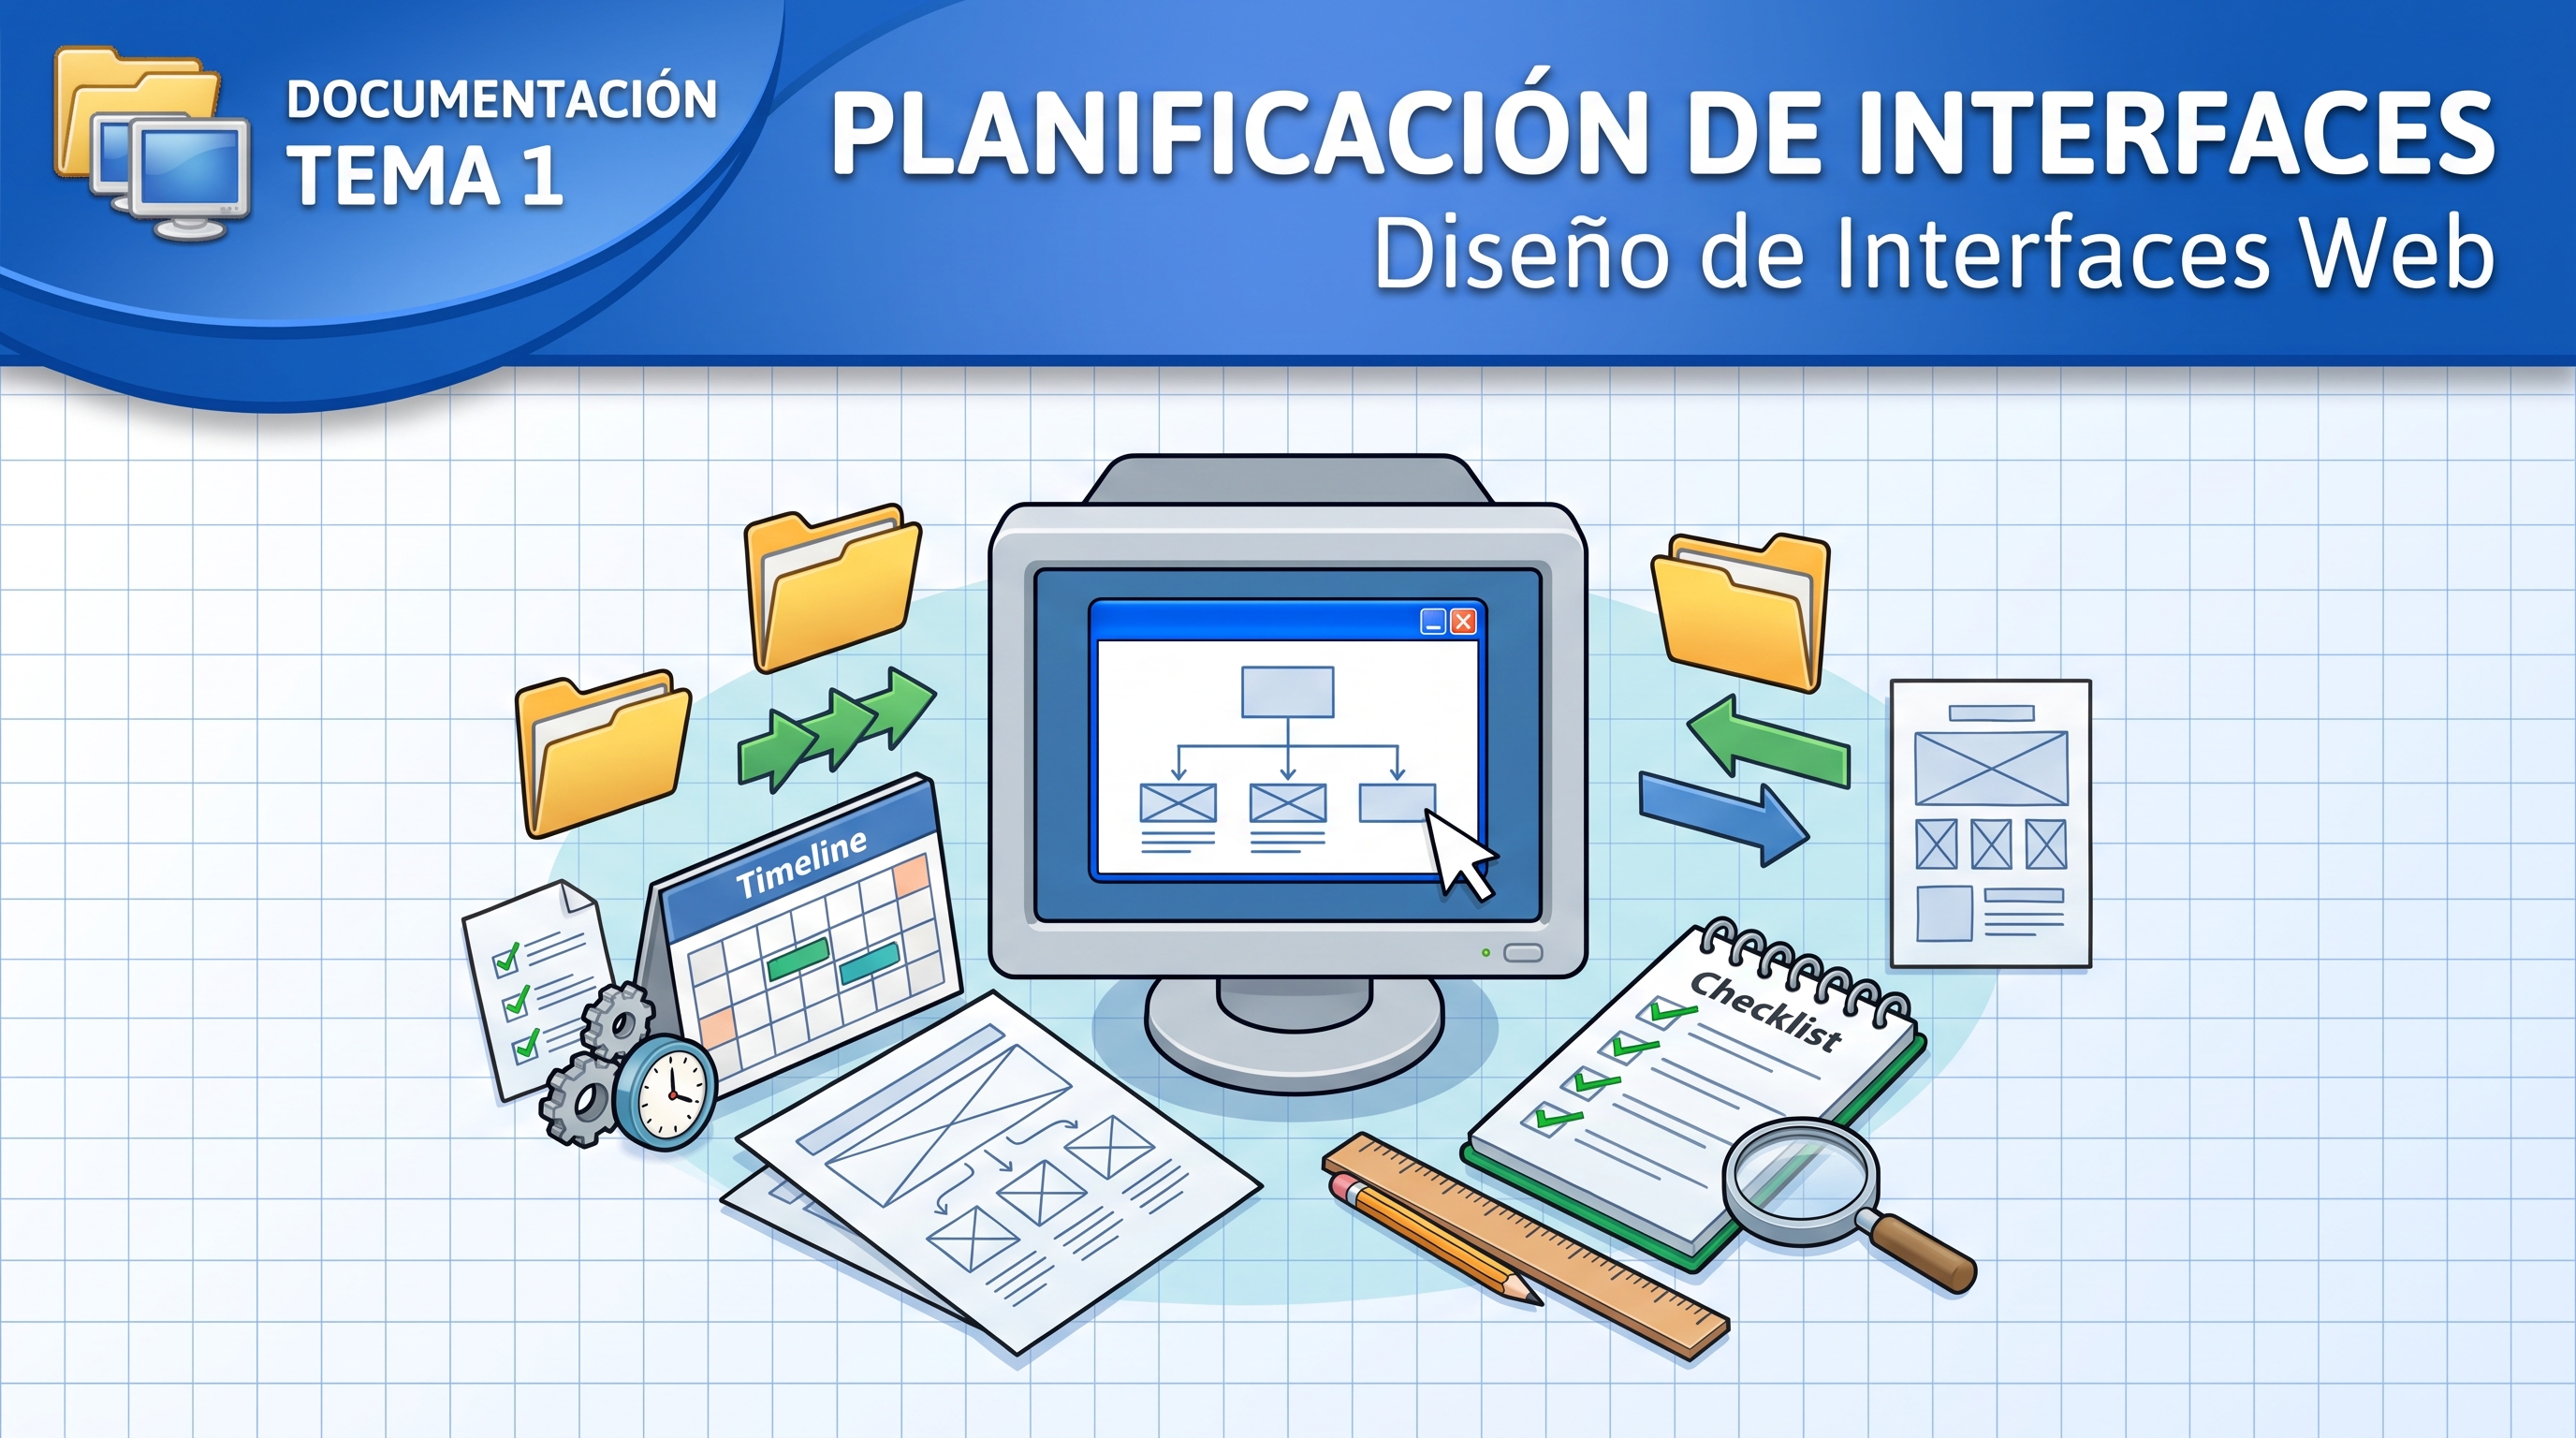 DOCUMENTACIÓN
TEMA 1
PLANIFICACIÓN DE INTERFACES
Diseño de Interfaces Web
Timeline
Checklist